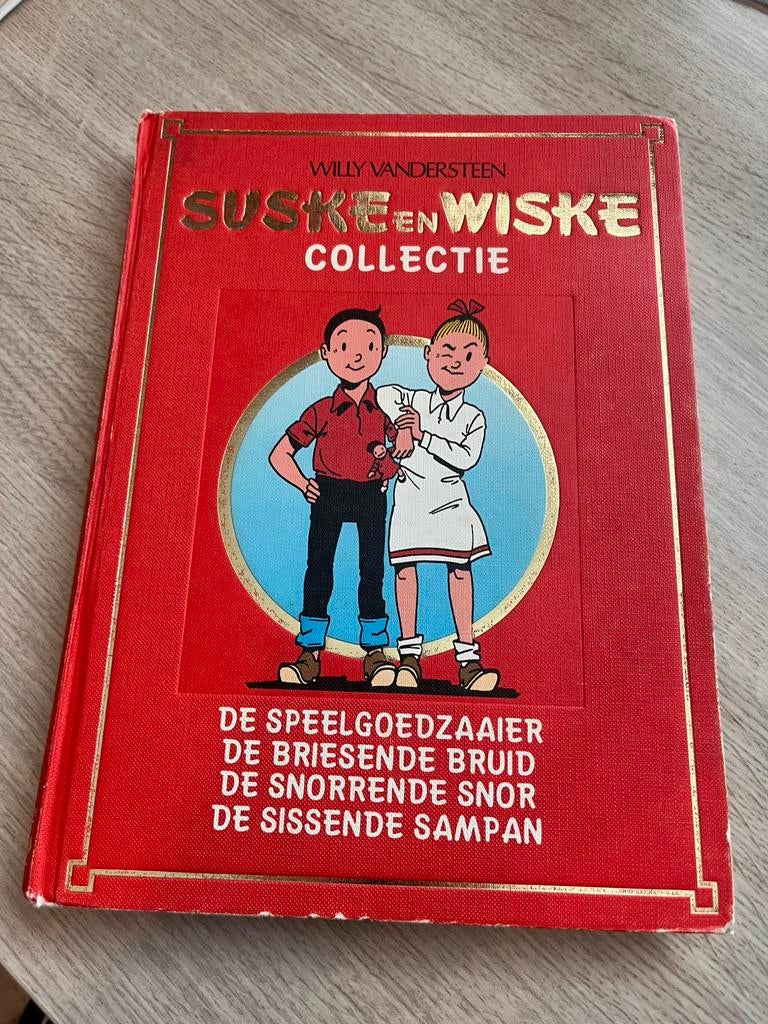 WILLY VANDERSTEEN
SUSKE EN WISKE
COLLECTIE
DE SPEELGOEDZAAIER
DE BRIESENDE BRUID
DE SNORRENDE SNOR
DE SISSENDE SAMPAN